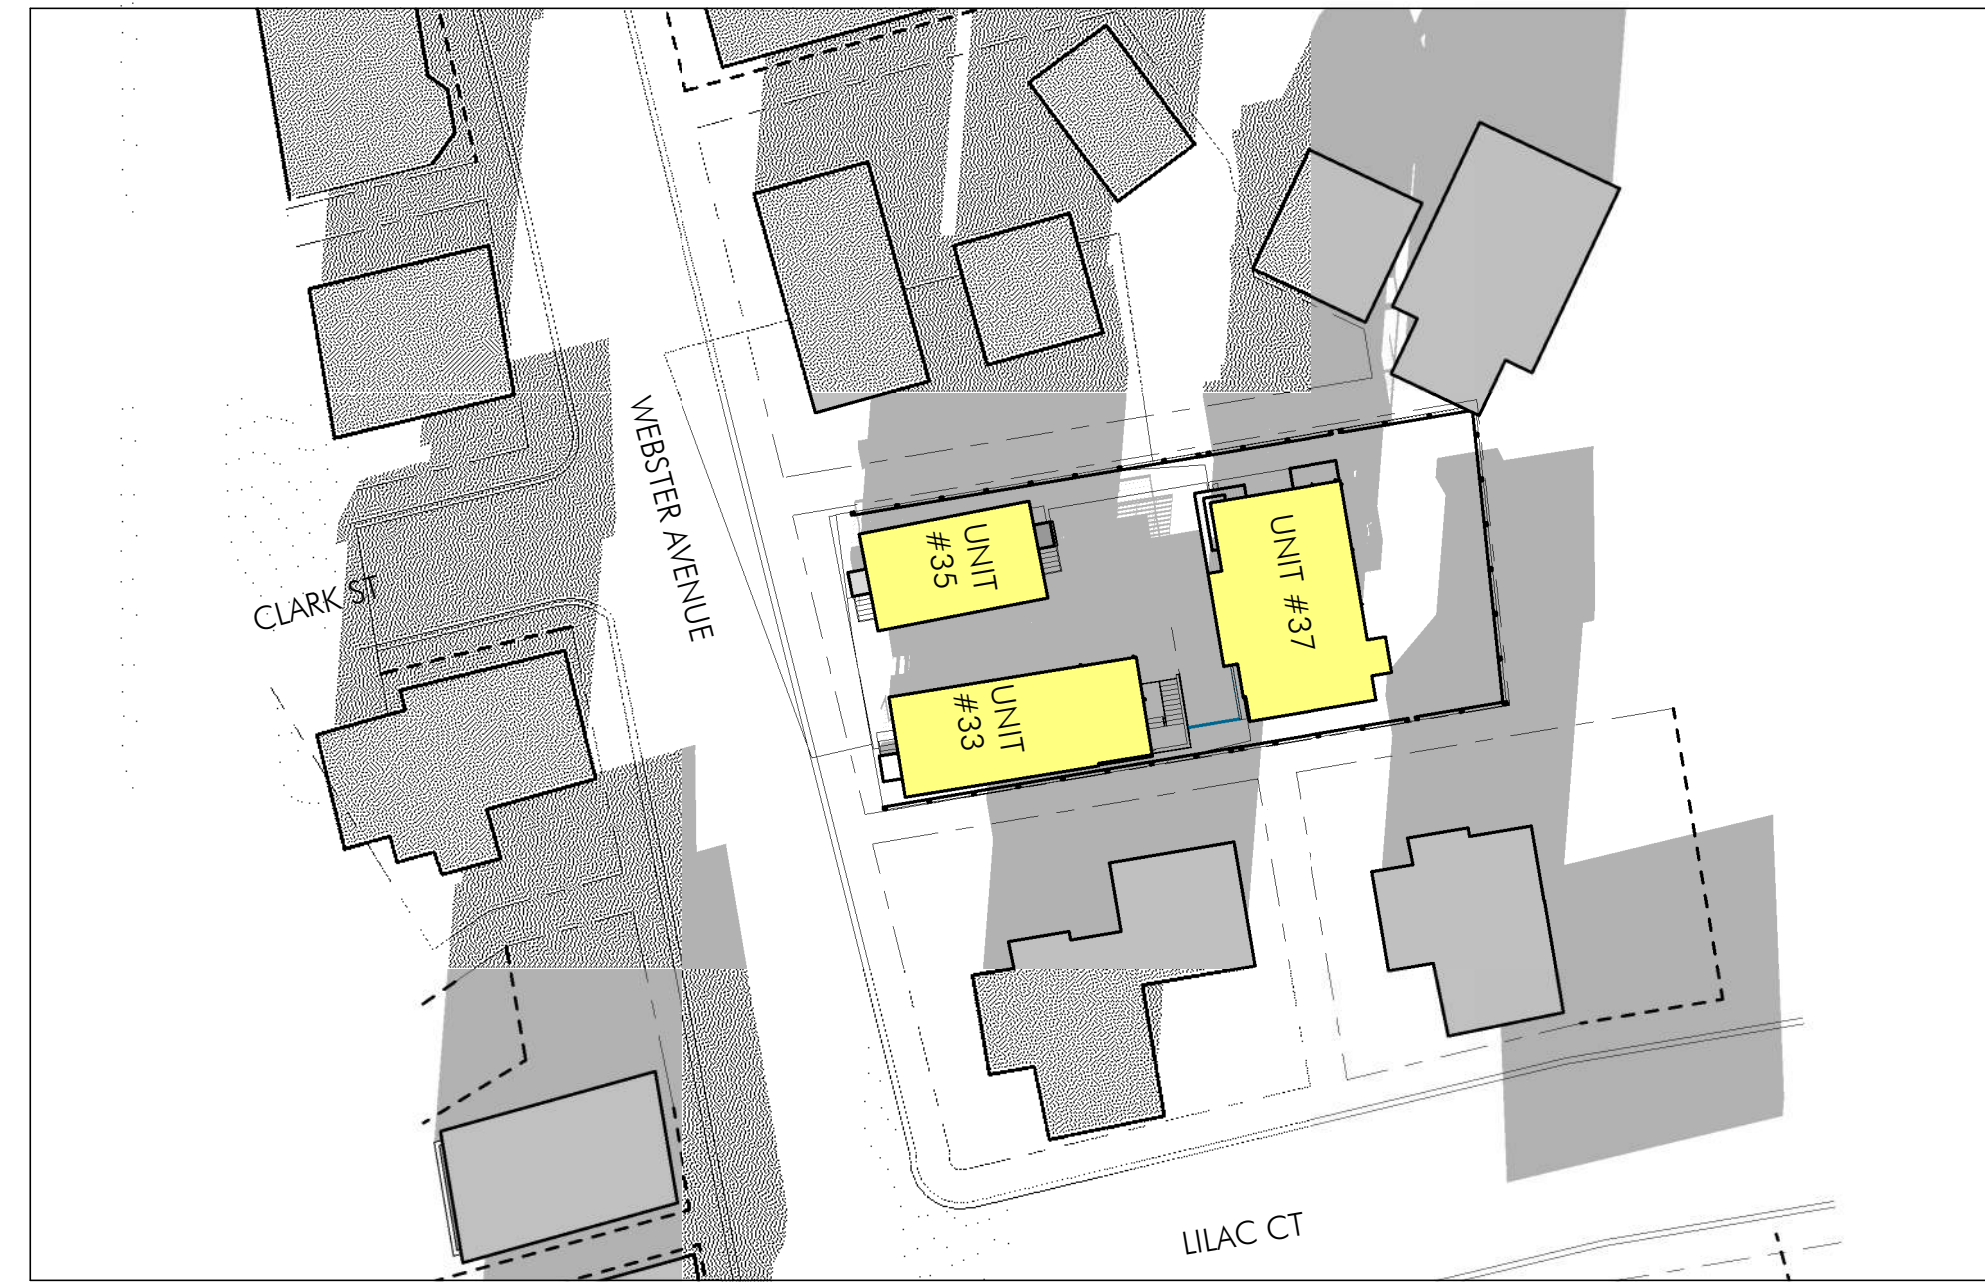 WEBSTER AVENUE
CLARK ST
UNIT
#35
UNIT #37
UNIT
#33
LILAC CT